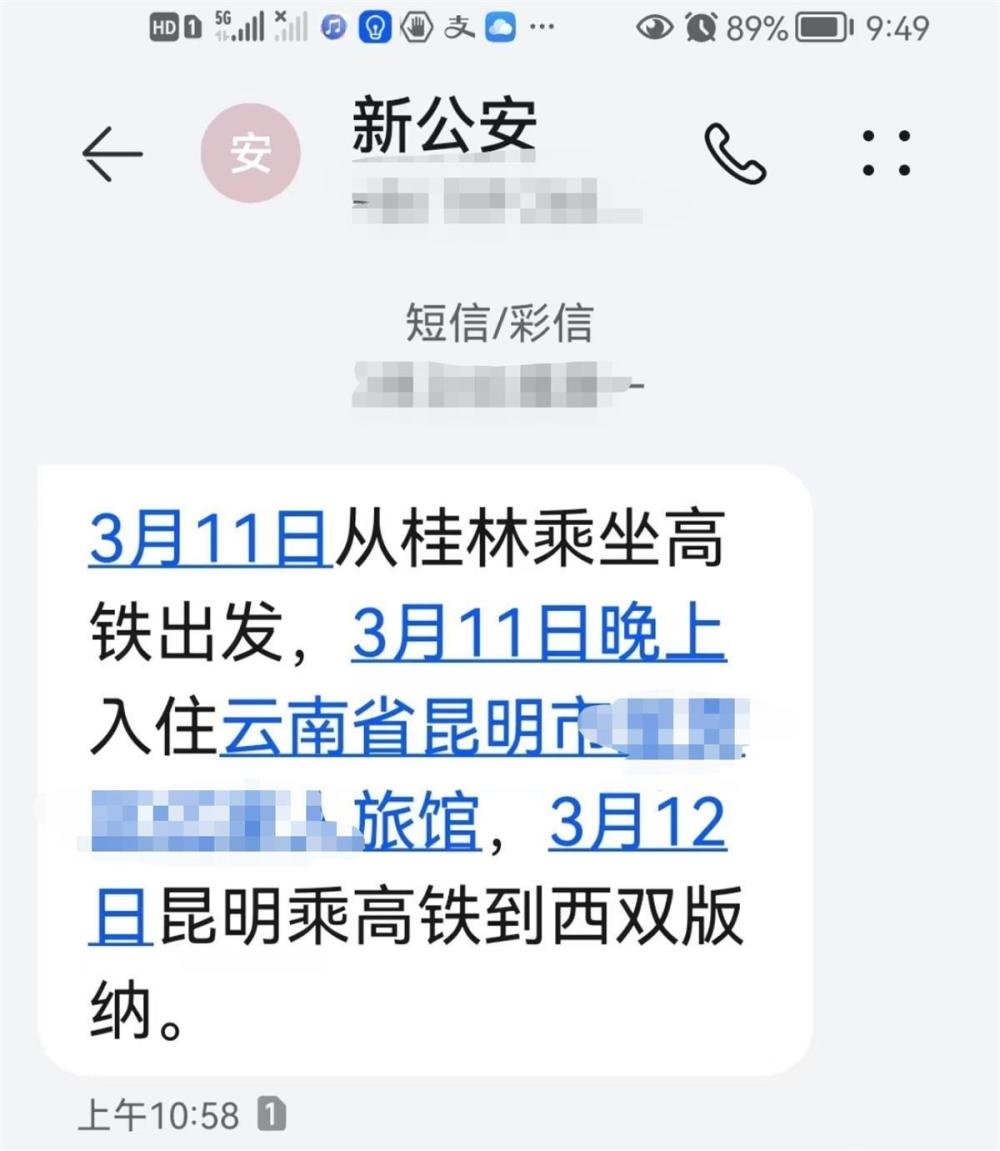 HD 1 5G 支 89% 9:49
安
新公安
短信/彩信
3月11日从桂林乘坐高
铁出发，3月11日晚上
入住云南省昆明市
旅馆，3月12
日昆明乘高铁到西双版
纳。
上午10:58 1